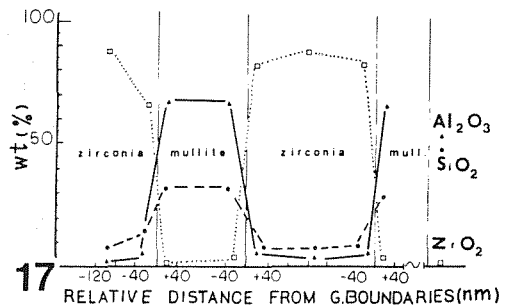 100
wt(%)
50
zirconia mullite zirconia mull.
Al2O3
SiO2
ZrO2
17
-120 -40 +40 -40 +40 -40 +40
RELATIVE DISTANCE FROM G.BOUNDARIES(nm)